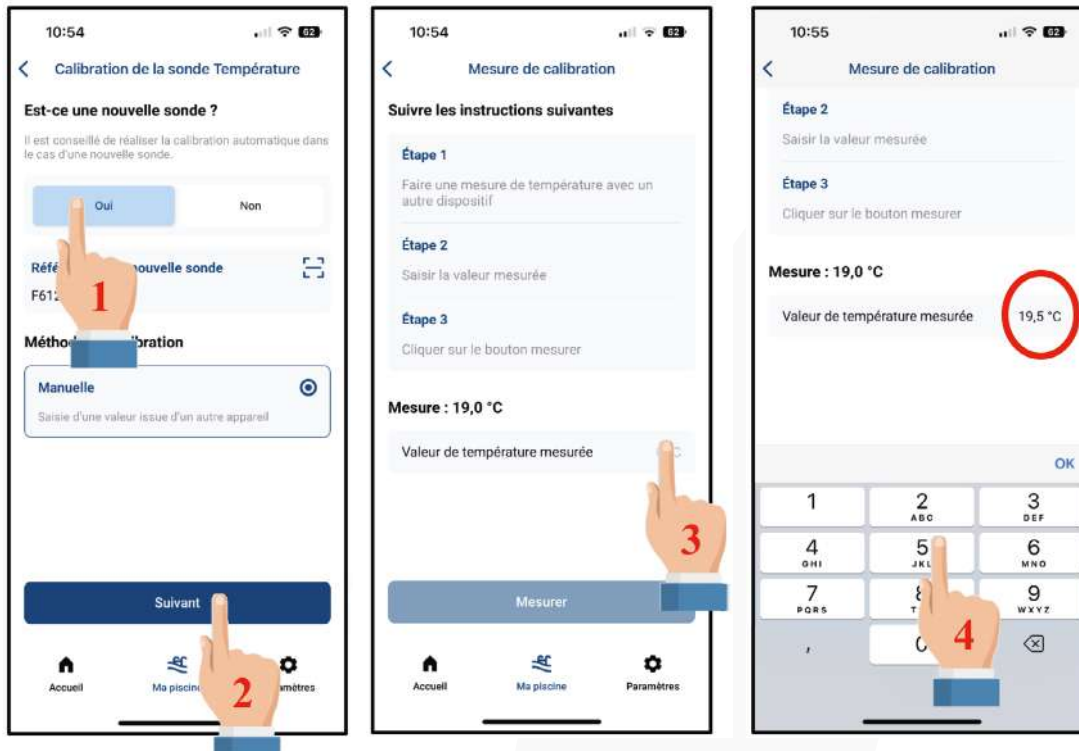 10:54
62
Calibration de la sonde Température
Est-ce une nouvelle sonde ?
Il est conseillé de réaliser la calibration automatique dans
le cas d'une nouvelle sonde.
Oui
Non
1
nouvelle sonde
Manuelle
Saisie d'une valeur issue d'un autre appareil
Suivant
2
Accueil
Ma piscine
10:54
62
Mesure de calibration
Suivre les instructions suivantes
Étape 1
Faire une mesure de température avec un
autre dispositif
Étape 2
Saisir la valeur mesurée
Étape 3
Cliquer sur le bouton mesurer
Mesure : 19,0 °C
Valeur de température mesurée
3
Mesurer
Accueil
Ma piscine
Paramètres
10:55
62
Mesure de calibration
Étape 2
Saisir la valeur mesurée
Étape 3
Cliquer sur le bouton mesurer
Mesure : 19,0 °C
Valeur de température mesurée 19,5 °C
OK
1 2 3
ABC DEF
4 5 6
GHI JKL MNO
7 8 9
PQRS WXYZ
, 0
4